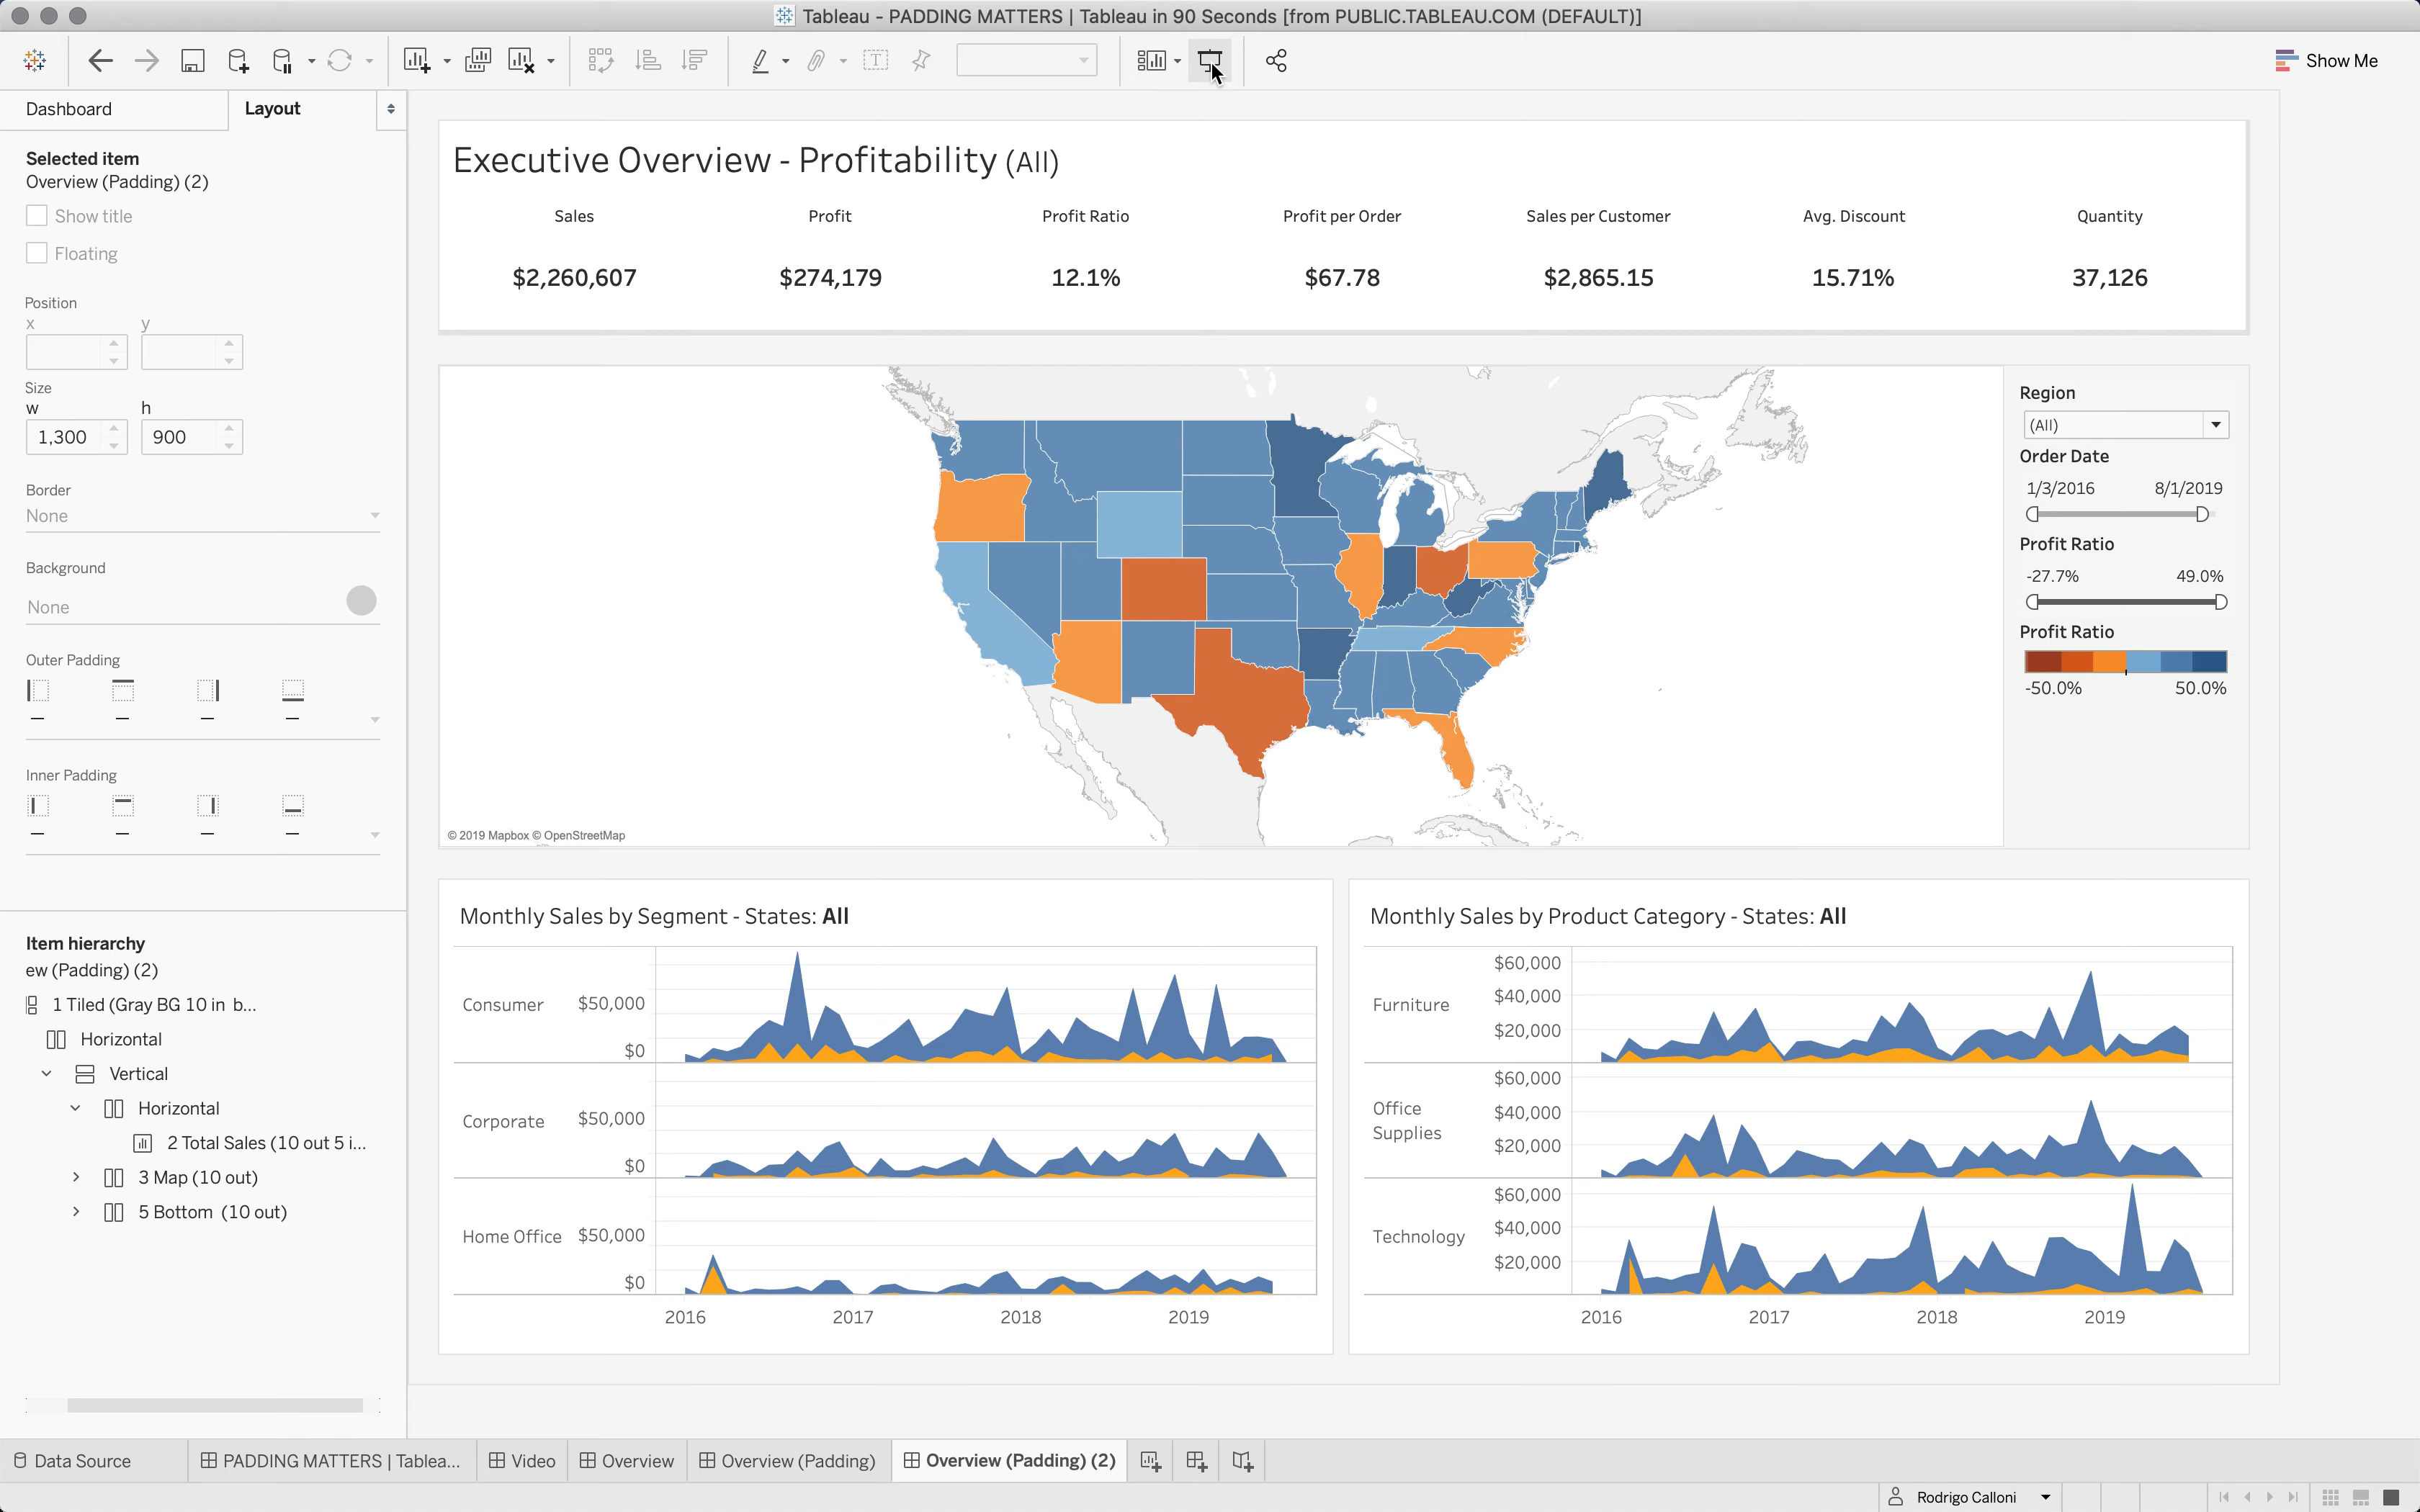 Tableau - PADDING MATTERS | Tableau in 90 Seconds [from PUBLIC.TABLEAU.COM (DEFAULT)]
Show Me
Dashboard
Layout
Selected item
Overview (Padding) (2)
Show title
Floating
Position
x y
Size
w h
1,300 900
Border
None
Background
None
Outer Padding
Inner Padding
Item hierarchy
ew (Padding) (2)
1 Tiled (Gray BG 10 in b...
Horizontal
Vertical
Horizontal
2 Total Sales (10 out 5 i...
3 Map (10 out)
5 Bottom (10 out)
Executive Overview - Profitability (All)
Sales Profit Profit Ratio Profit per Order Sales per Customer Avg. Discount Quantity
$2,260,607 $274,179 12.1% $67.78 $2,865.15 15.71% 37,126
© 2019 Mapbox © OpenStreetMap
Region
(All)
Order Date
1/3/2016 8/1/2019
Profit Ratio
-27.7% 49.0%
Profit Ratio
-50.0% 50.0%
Monthly Sales by Segment - States: All
Consumer $50,000
$0
Corporate $50,000
$0
Home Office $50,000
$0
2016 2017 2018 2019
Monthly Sales by Product Category - States: All
$60,000
Furniture $40,000
$20,000
$60,000
Office
Supplies
$40,000
$20,000
$60,000
Technology $40,000
$20,000
2016 2017 2018 2019
Data Source
PADDING MATTERS | Tablea...
Video
Overview
Overview (Padding)
Overview (Padding) (2)
Rodrigo Calloni